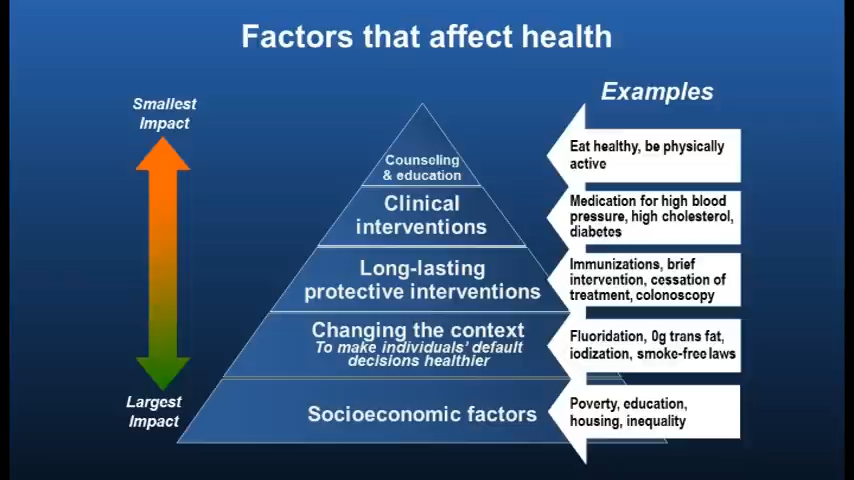 Factors that affect health
Smallest
Impact
Largest
Impact
Counseling
& education
Clinical
interventions
Long-lasting
protective interventions
Changing the context
To make individuals' default
decisions healthier
Socioeconomic factors
Examples
Eat healthy, be physically
active
Medication for high blood
pressure, high cholesterol,
diabetes
Immunizations, brief
intervention, cessation of
treatment, colonoscopy
Fluoridation, 0g trans fat,
iodization, smoke-free laws
Poverty, education,
housing, inequality